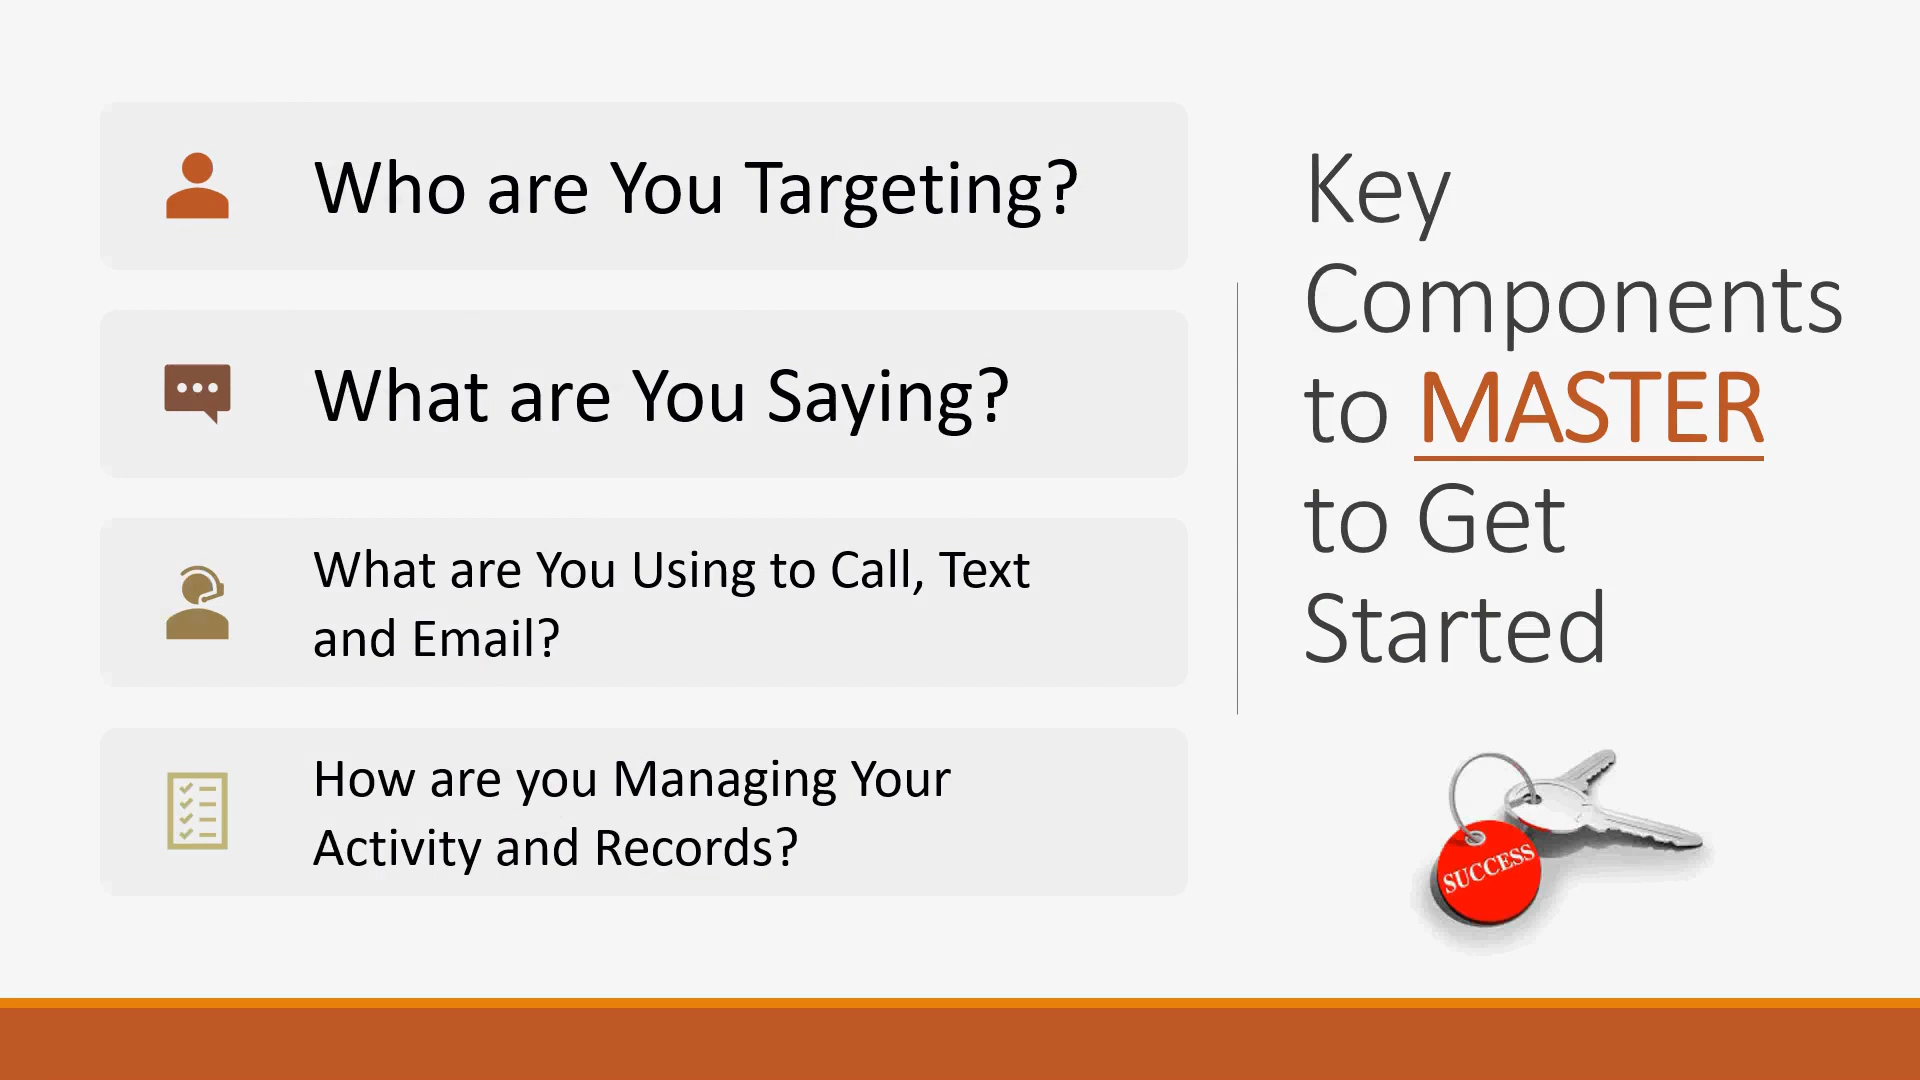 Who are You Targeting?
What are You Saying?
What are You Using to Call, Text
and Email?
How are you Managing Your
Activity and Records?
Key
Components
to MASTER
to Get
Started
SUCCESS